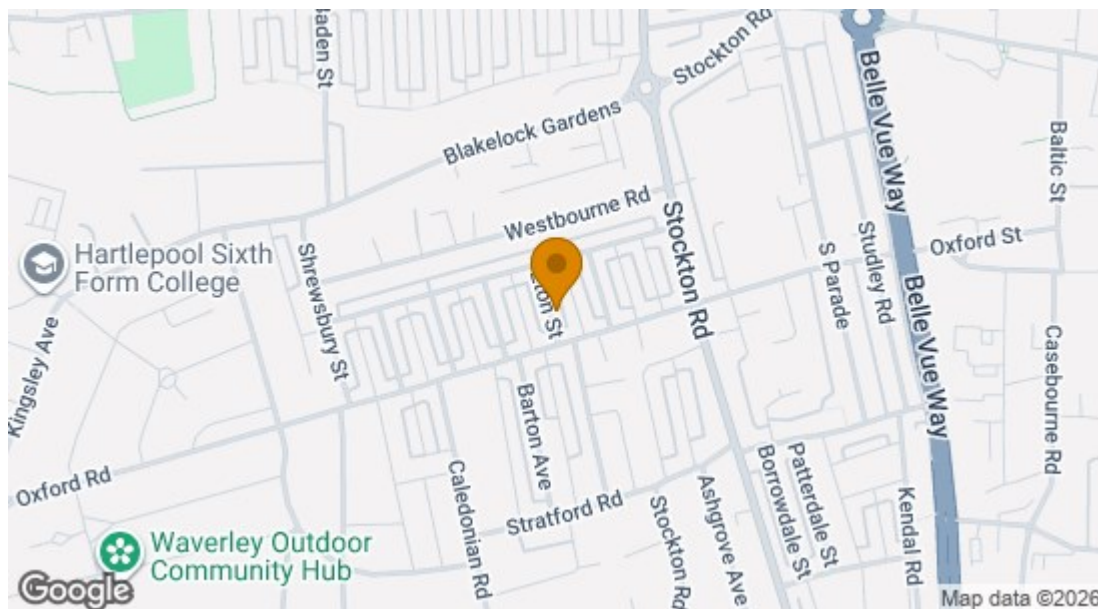 Baden St
Stockton Rd
Belle Vue Way
Blakelock Gardens
Baltic St
Westbourne Rd
Stockton Rd
Oxford St
Hartlepool Sixth
Form College
Shrewsbury St
S Parade
Studley Rd
Belle Vue Way
Kingsley Ave
Casebourne Rd
Barton Ave
Oxford Rd
Caledonian Rd
Stratford Rd
Stockton Rd
Ashgrove Ave
Borrowdale St
Patterdale St
Kendal Rd
Waverley Outdoor
Community Hub
Google
Map data ©2026